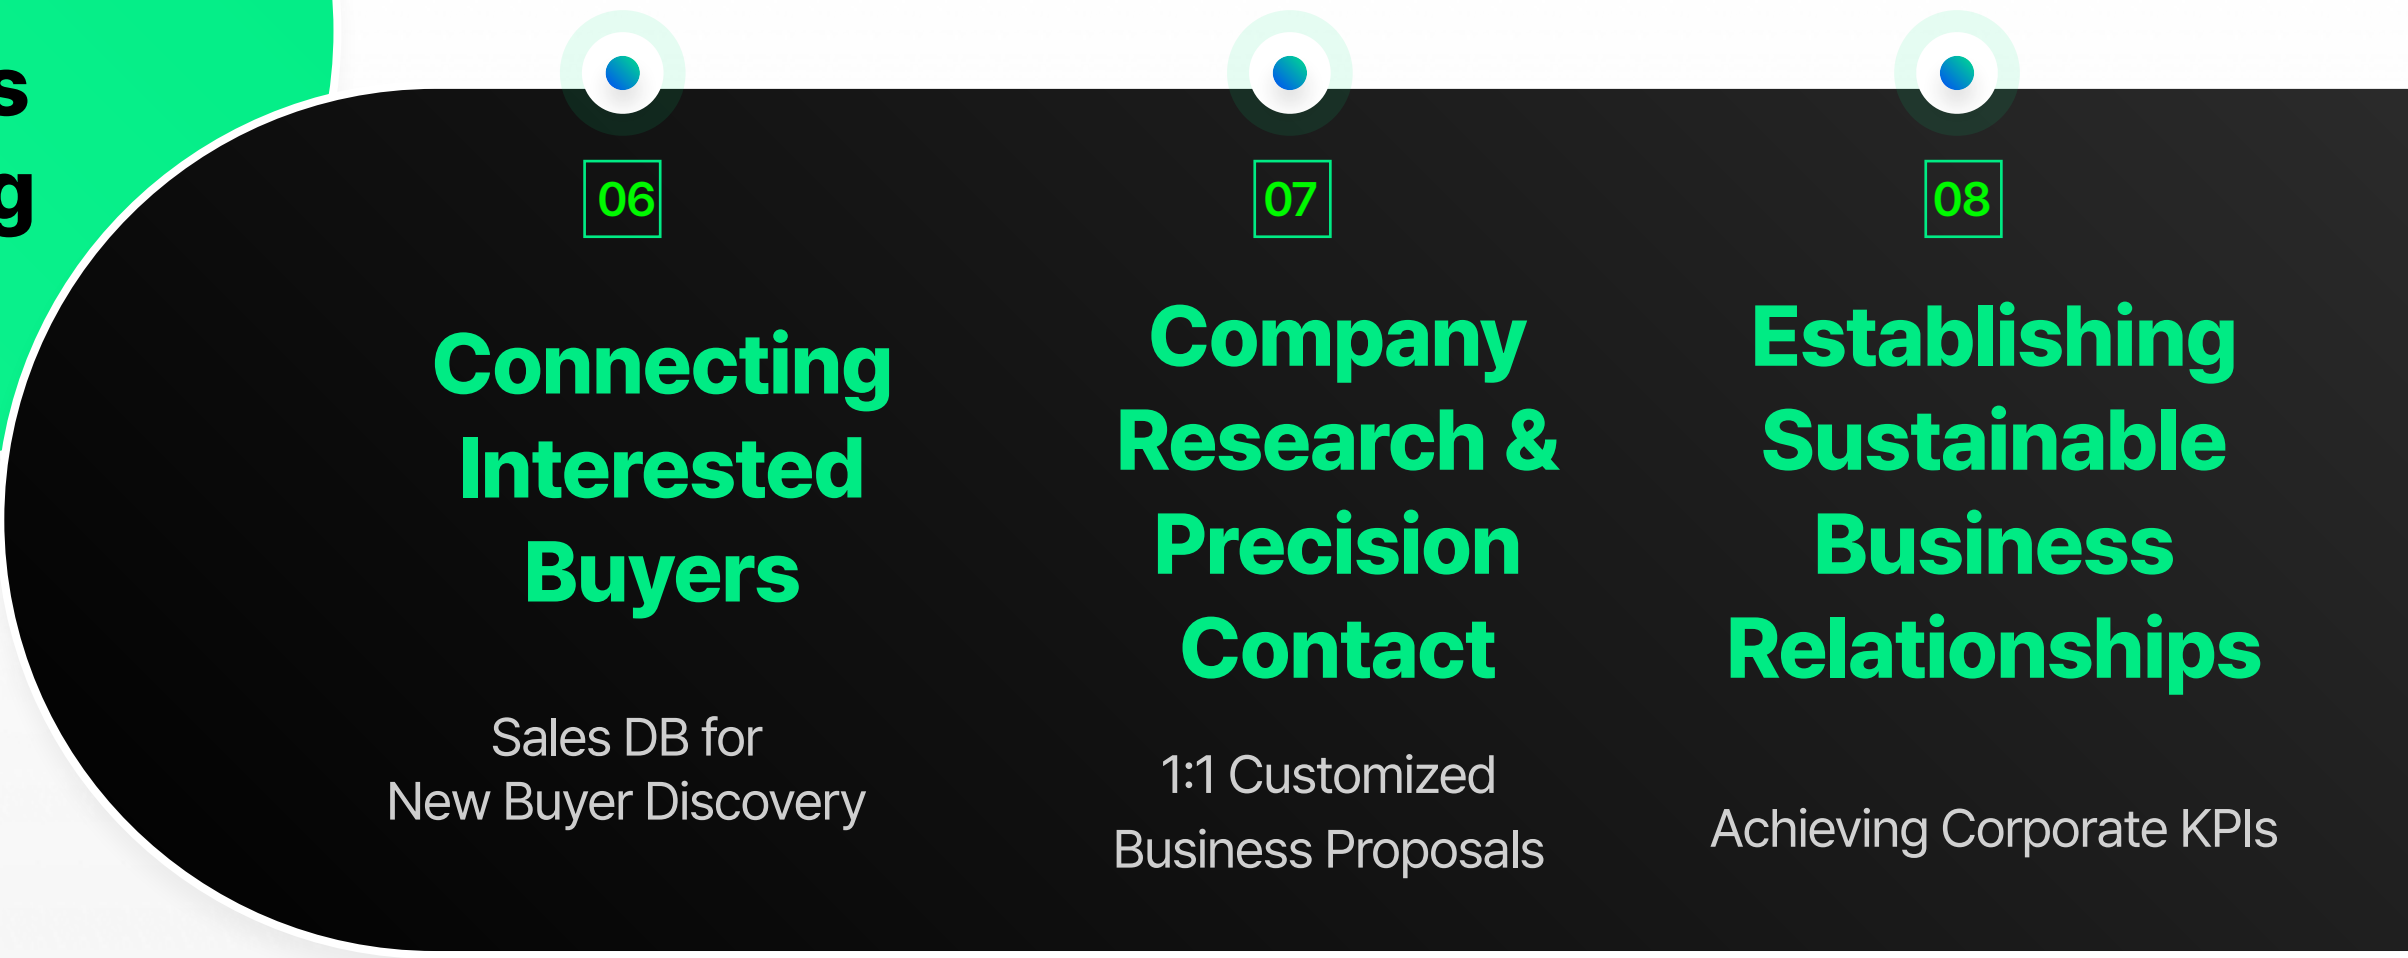 06
Connecting
Interested
Buyers
Sales DB for
New Buyer Discovery
07
Company
Research &
Precision
Contact
1:1 Customized
Business Proposals
08
Establishing
Sustainable
Business
Relationships
Achieving Corporate KPIs